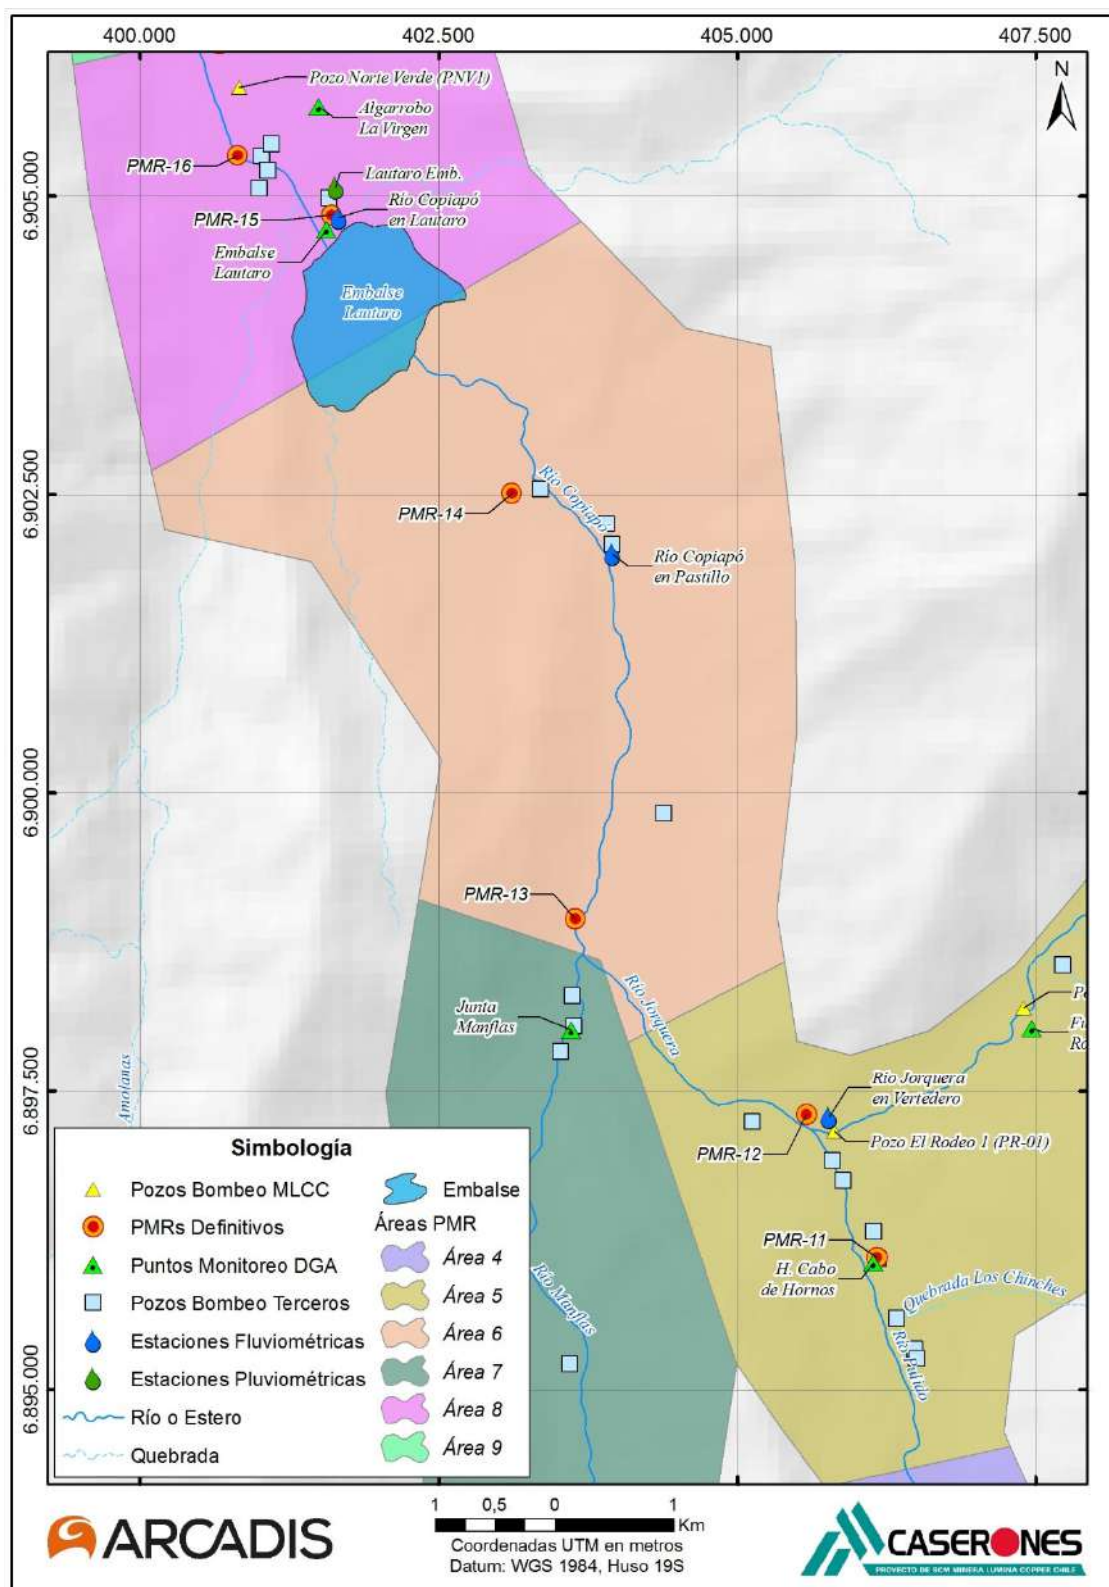 400.000
402.500
405.000
407.500
N
Pozo Norte Verde (PNV1)
Algarrobo
La Virgen
PMR-16
6.905.000
Lautaro Emb.
PMR-15
Río Copiapó
en Lautaro
Embalse
Lautaro
Embalse
Lautaro
6.902.500
PMR-14
Río Copiapó
Río Copiapó
en Pastillo
6.900.000
PMR-13
Junta
Manflas
Río Jorquera
6.897.500
Amolanas
Río Jorquera
en Vertedero
Pozo El Rodeo 1 (PR-01)
PMR-12
PMR-11
H. Cabo
de Hornos
Quebrada Los Chinches
Río Pulido
Río Manflas
6.895.000
Simbología
Pozos Bombeo MLCC
PMRs Definitivos
Puntos Monitoreo DGA
Pozos Bombeo Terceros
Estaciones Fluviométricas
Estaciones Pluviométricas
Río o Estero
Quebrada
Embalse
Áreas PMR
Área 4
Área 5
Área 6
Área 7
Área 8
Área 9
ARCADIS
1 0,5 0 1
Km
Coordenadas UTM en metros
Datum: WGS 1984, Huso 19S
CASERONES
PROYECTO DE SCM MINERA LUMINA COPPER CHILE